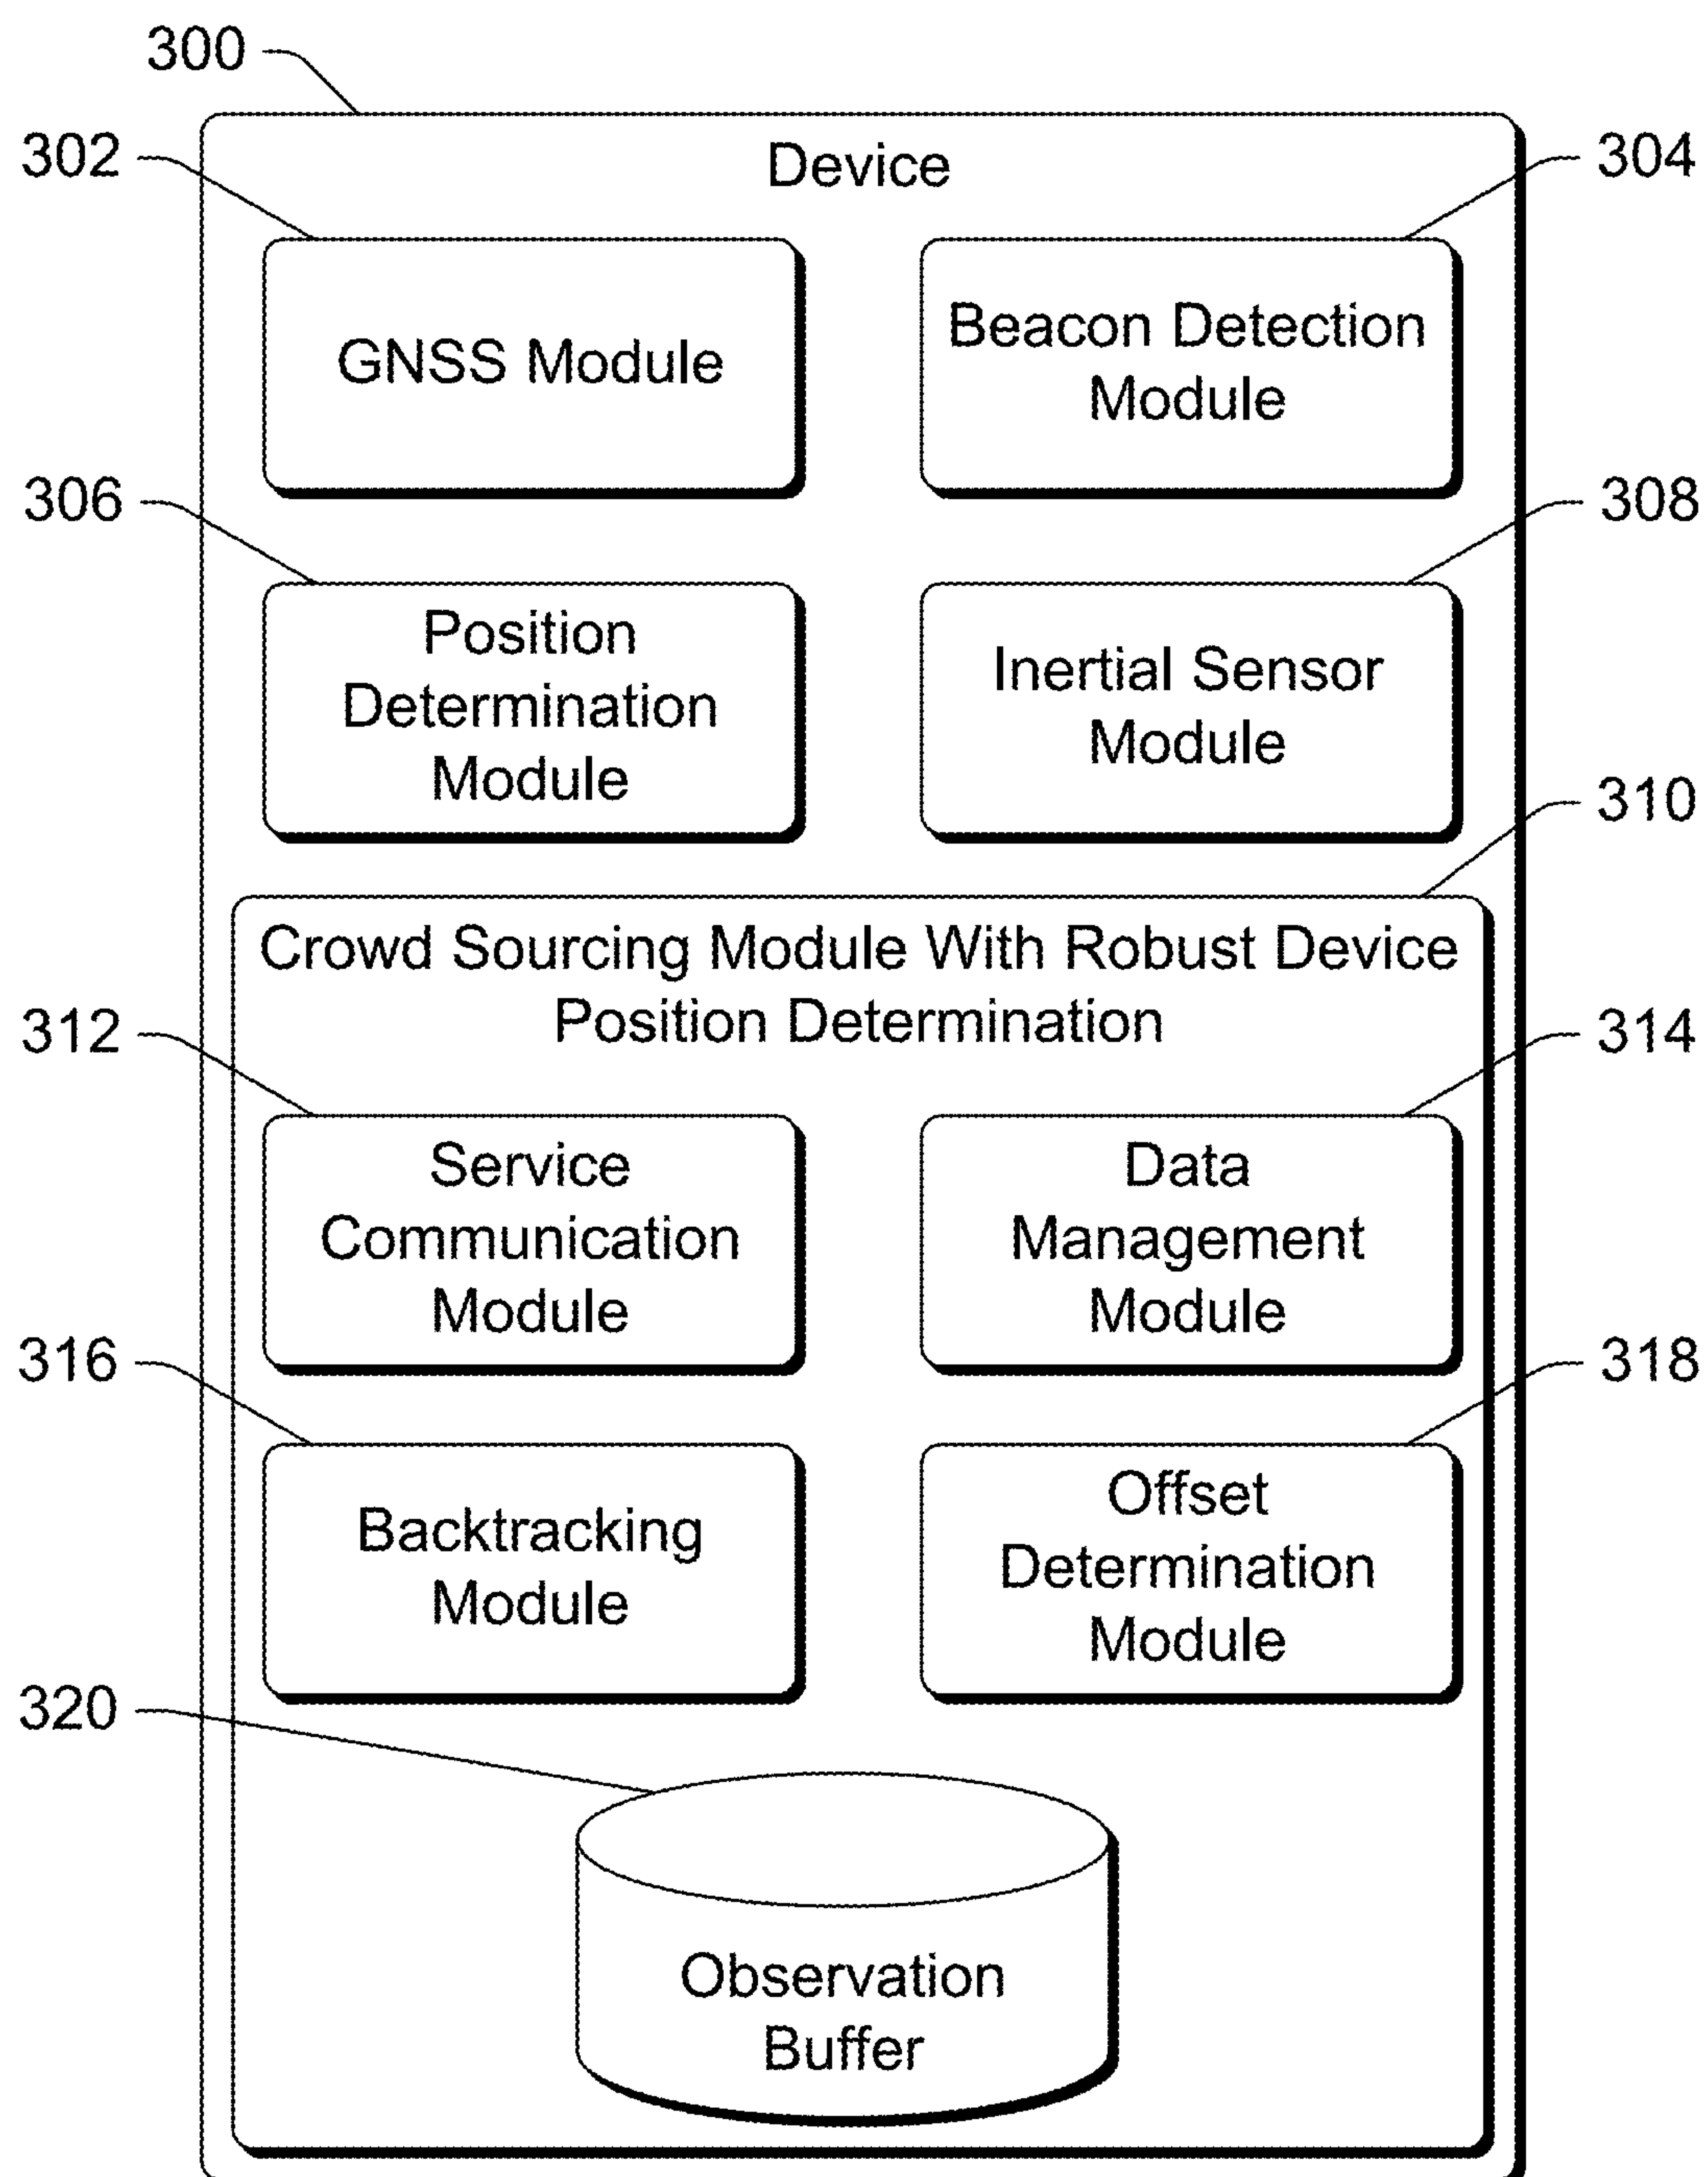 300
302
Device
304
GNSS Module
Beacon Detection
Module
306
308
Position
Determination
Module
Inertial Sensor
Module
310
Crowd Sourcing Module With Robust Device
Position Determination
312
314
Service
Communication
Module
Data
Management
Module
316
318
Backtracking
Module
Offset
Determination
Module
320
Observation
Buffer